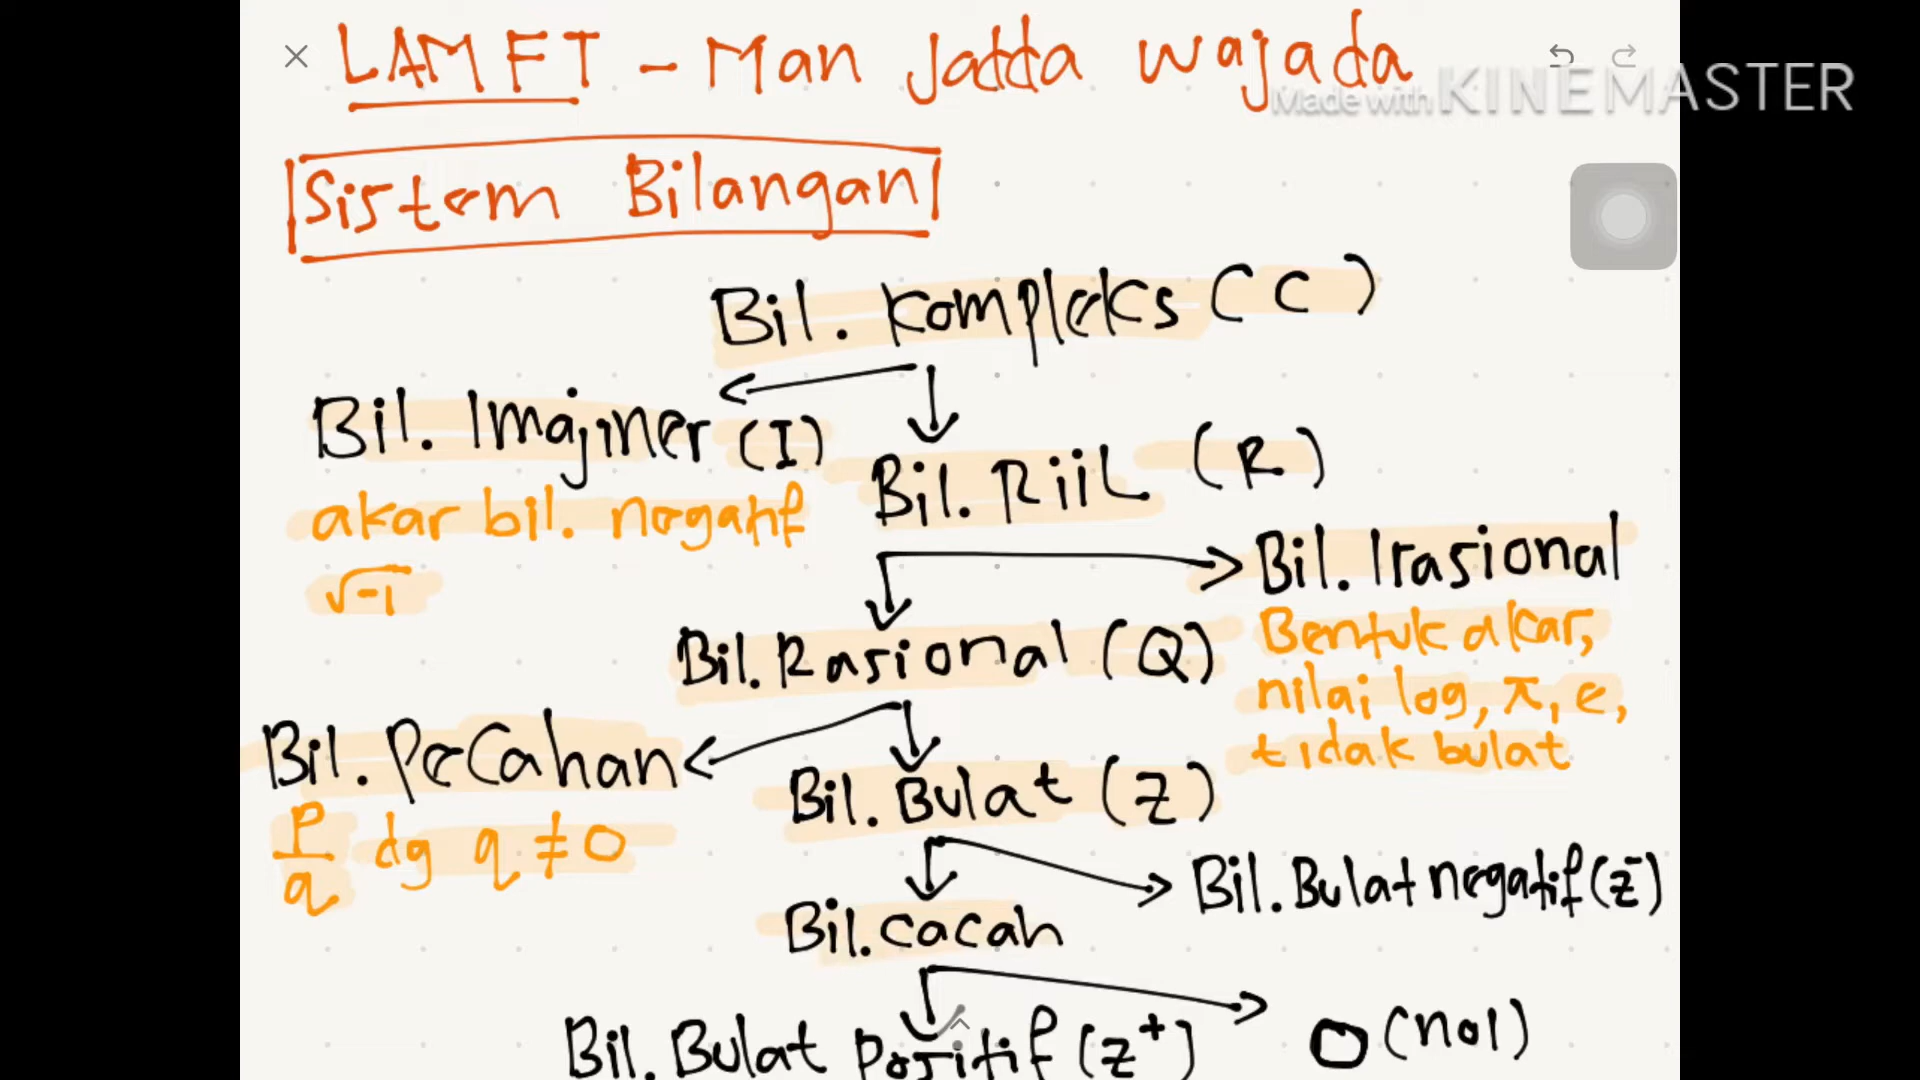 LAMFT - Man Jadda wajada
Made with KINEMASTER
Sistem Bilangan
Bil. Kompleks (C)
Bil. Imajiner (I)
akar bil. negatif
√-1
Bil. Riil (R)
Bil. Irasional
Bentuk akar,
nilai log, π, e,
tidak bulat
Bil. Rasional (Q)
Bil. Pecahan
p/q dg q ≠ 0
Bil. Bulat (Z)
Bil. Bulat negatif (Z⁻)
Bil. Cacah
Bil. Bulat Positif (Z⁺)
0 (nol)